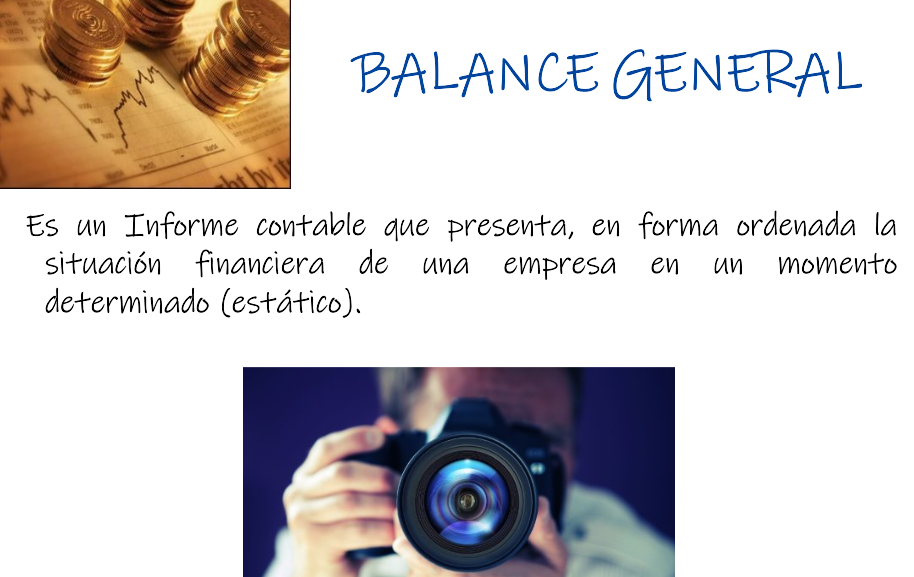 BALANCE GENERAL
Es un Informe contable que presenta, en forma ordenada la
situación financiera de una empresa en un momento
determinado (estático).